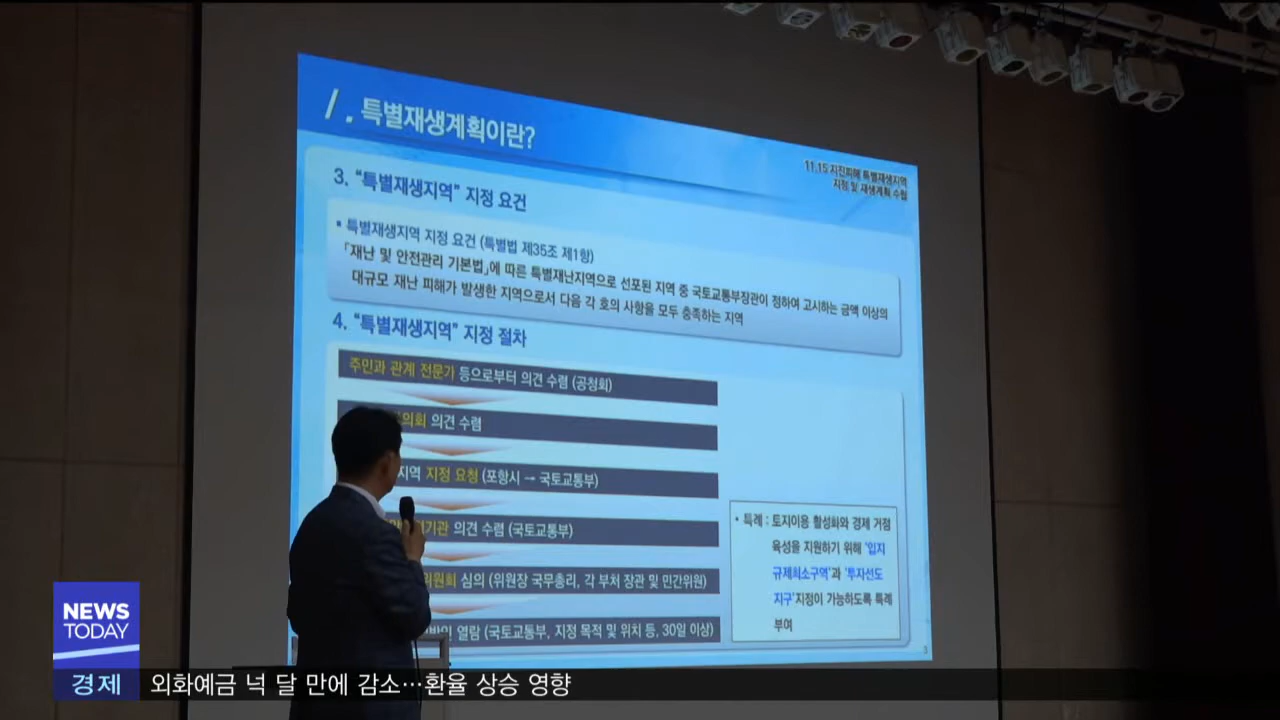 Ⅰ. 특별재생계획이란?
11.15 지진피해 특별재생지역
지정 및 재생계획 수립
3. “특별재생지역” 지정 요건
▪ 특별재생지역 지정 요건 (특별법 제35조 제1항)
「재난 및 안전관리 기본법」에 따른 특별재난지역으로 선포된 지역 중 국토교통부장관이 정하여 고시하는 금액 이상의
대규모 재난 피해가 발생한 지역으로서 다음 각 호의 사항을 모두 충족하는 지역
4. “특별재생지역” 지정 절차
주민과 관계 전문가 등으로부터 의견 수렴 (공청회)
의회 의견 수렴
지역 지정 요청 (포항시 → 국토교통부)
기관 의견 수렴 (국토교통부)
위원회 심의 (위원장 국무총리, 각 부처 장관 및 민간위원)
열람 (국토교통부, 지정 목적 및 위치 등, 30일 이상)
▪ 특례 : 토지이용 활성화와 경제 거점
육성을 지원하기 위해 '입지
규제최소구역'과 '투자선도
지구'지정이 가능하도록 특례
부여
3
NEWS
TODAY
경제 외화예금 넉 달 만에 감소…환율 상승 영향